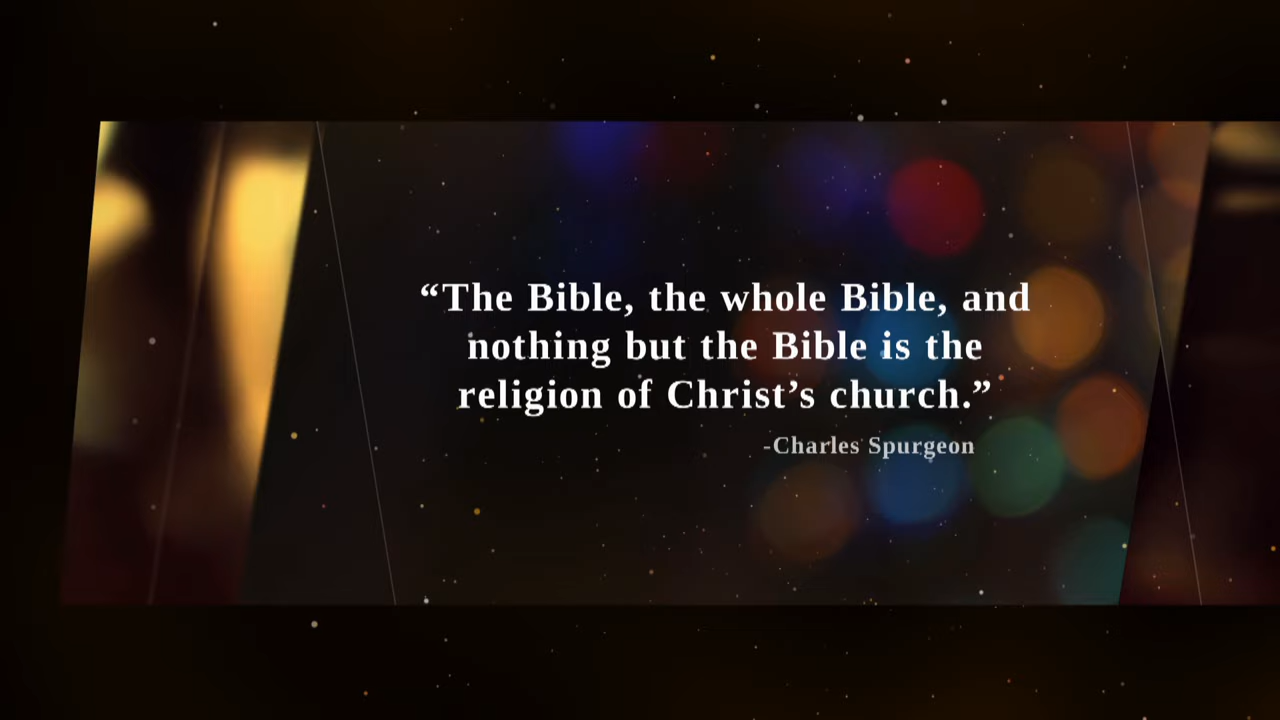 “The Bible, the whole Bible, and
nothing but the Bible is the
religion of Christ’s church.”
-Charles Spurgeon